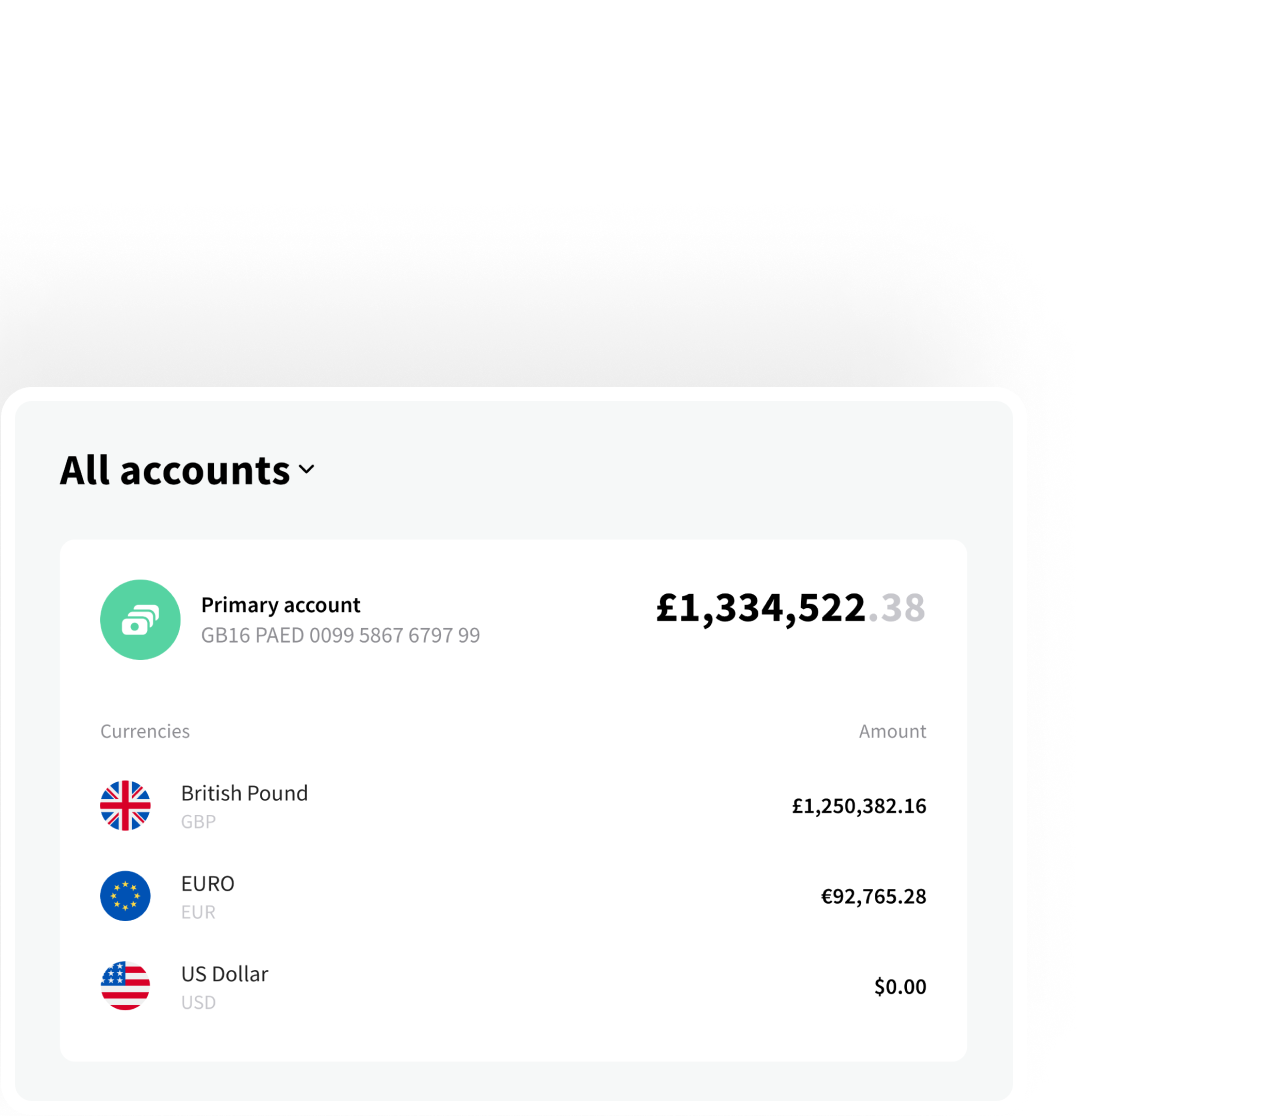 All accounts
Primary account
GB16 PAED 0099 5867 6797 99
£1,334,522.38
Currencies
Amount
British Pound
GBP
£1,250,382.16
EURO
EUR
€92,765.28
US Dollar
USD
$0.00